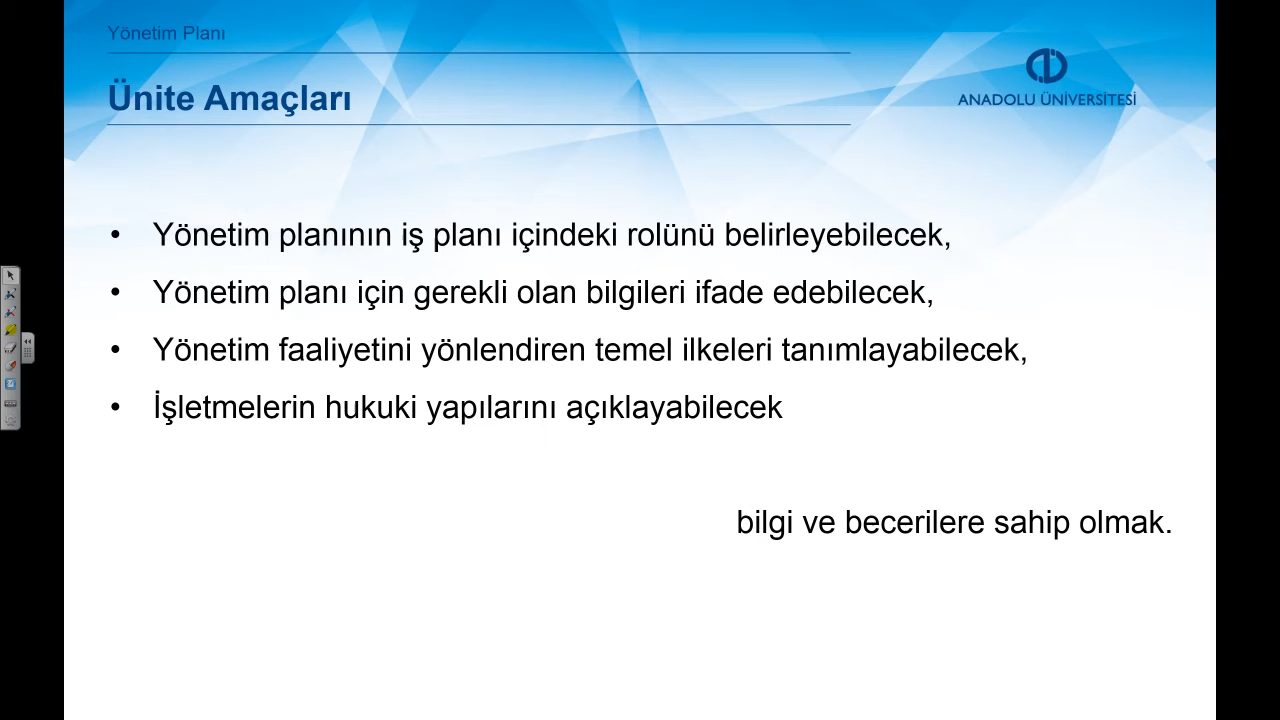 Yönetim Planı
Ünite Amaçları
ANADOLU ÜNİVERSİTESİ
• Yönetim planının iş planı içindeki rolünü belirleyebilecek,
• Yönetim planı için gerekli olan bilgileri ifade edebilecek,
• Yönetim faaliyetini yönlendiren temel ilkeleri tanımlayabilecek,
• İşletmelerin hukuki yapılarını açıklayabilecek
bilgi ve becerilere sahip olmak.